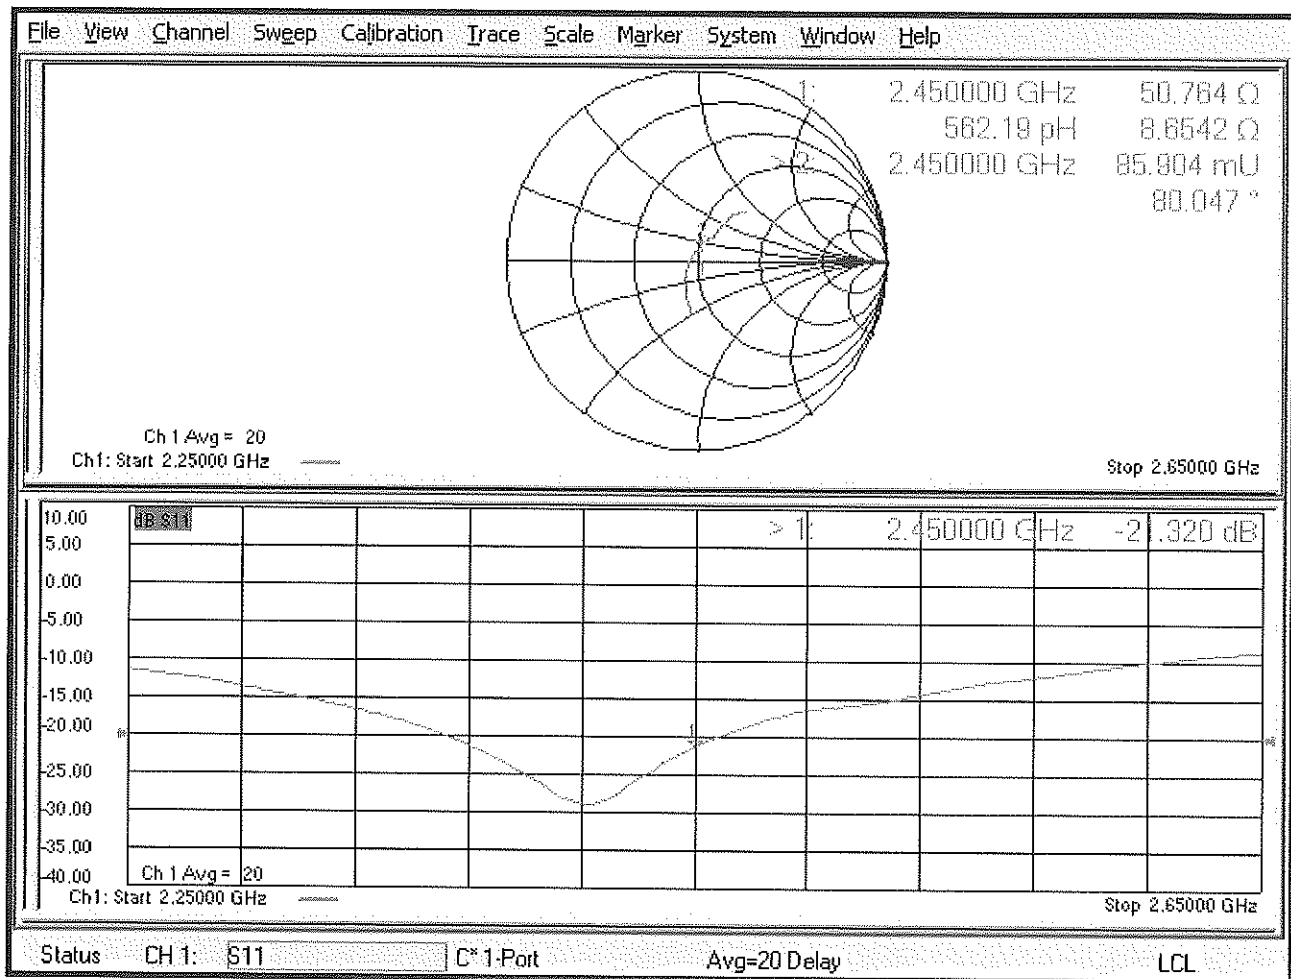 File View Channel Sweep Calibration Trace Scale Marker System Window Help
1: 2.450000 GHz 50.764 Ω
562.19 pH 8.6542 Ω
> 2: 2.450000 GHz 85.904 mU
80.047 °
Ch 1 Avg = 20
Ch1: Start 2.25000 GHz
Stop 2.65000 GHz
10.00
dB S11
> 1: 2.450000 GHz -21.320 dB
5.00
0.00
-5.00
-10.00
-15.00
-20.00
1
-25.00
-30.00
-35.00
-40.00
Ch 1 Avg = 20
Ch1: Start 2.25000 GHz
Stop 2.65000 GHz
Status CH 1: S11 C* 1-Port Avg=20 Delay LCL